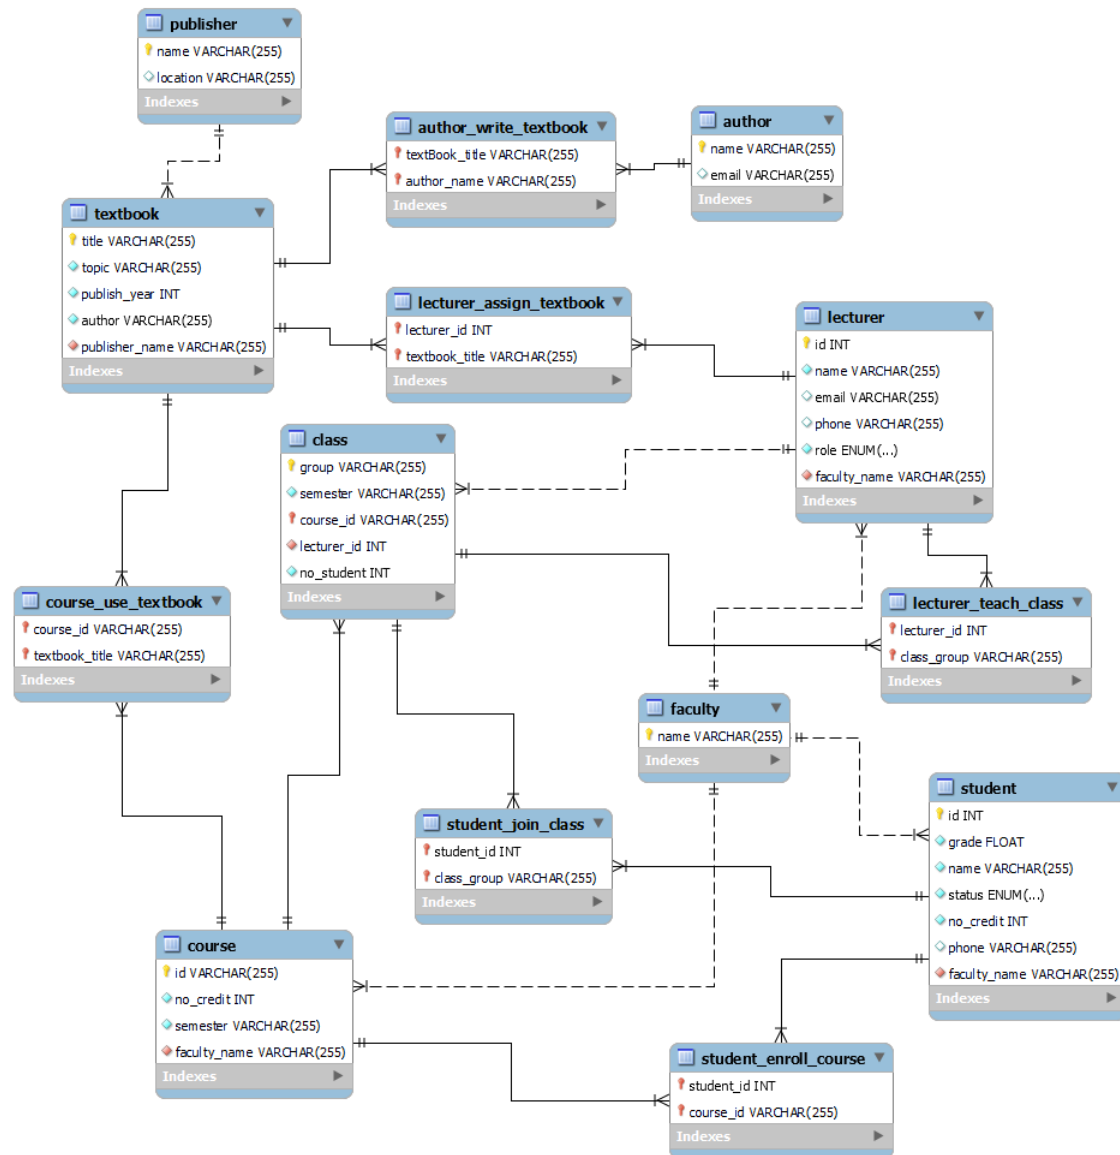 publisher
name VARCHAR(255)
location VARCHAR(255)
Indexes
author_write_textbook
textBook_title VARCHAR(255)
author_name VARCHAR(255)
Indexes
author
name VARCHAR(255)
email VARCHAR(255)
Indexes
textbook
title VARCHAR(255)
topic VARCHAR(255)
publish_year INT
author VARCHAR(255)
publisher_name VARCHAR(255)
Indexes
lecturer_assign_textbook
lecturer_id INT
textbook_title VARCHAR(255)
Indexes
lecturer
id INT
name VARCHAR(255)
email VARCHAR(255)
phone VARCHAR(255)
role ENUM(...)
faculty_name VARCHAR(255)
Indexes
class
group VARCHAR(255)
semester VARCHAR(255)
course_id VARCHAR(255)
lecturer_id INT
no_student INT
Indexes
course_use_textbook
course_id VARCHAR(255)
textbook_title VARCHAR(255)
Indexes
lecturer_teach_class
lecturer_id INT
class_group VARCHAR(255)
Indexes
faculty
name VARCHAR(255)
Indexes
student_join_class
student_id INT
class_group VARCHAR(255)
Indexes
student
id INT
grade FLOAT
name VARCHAR(255)
status ENUM(...)
no_credit INT
phone VARCHAR(255)
faculty_name VARCHAR(255)
Indexes
course
id VARCHAR(255)
no_credit INT
semester VARCHAR(255)
faculty_name VARCHAR(255)
Indexes
student_enroll_course
student_id INT
course_id VARCHAR(255)
Indexes